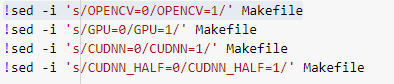 !sed -i 's/OPENCV=0/OPENCV=1/' Makefile
!sed -i 's/GPU=0/GPU=1/' Makefile
!sed -i 's/CUDNN=0/CUDNN=1/' Makefile
!sed -i 's/CUDNN_HALF=0/CUDNN_HALF=1/' Makefile